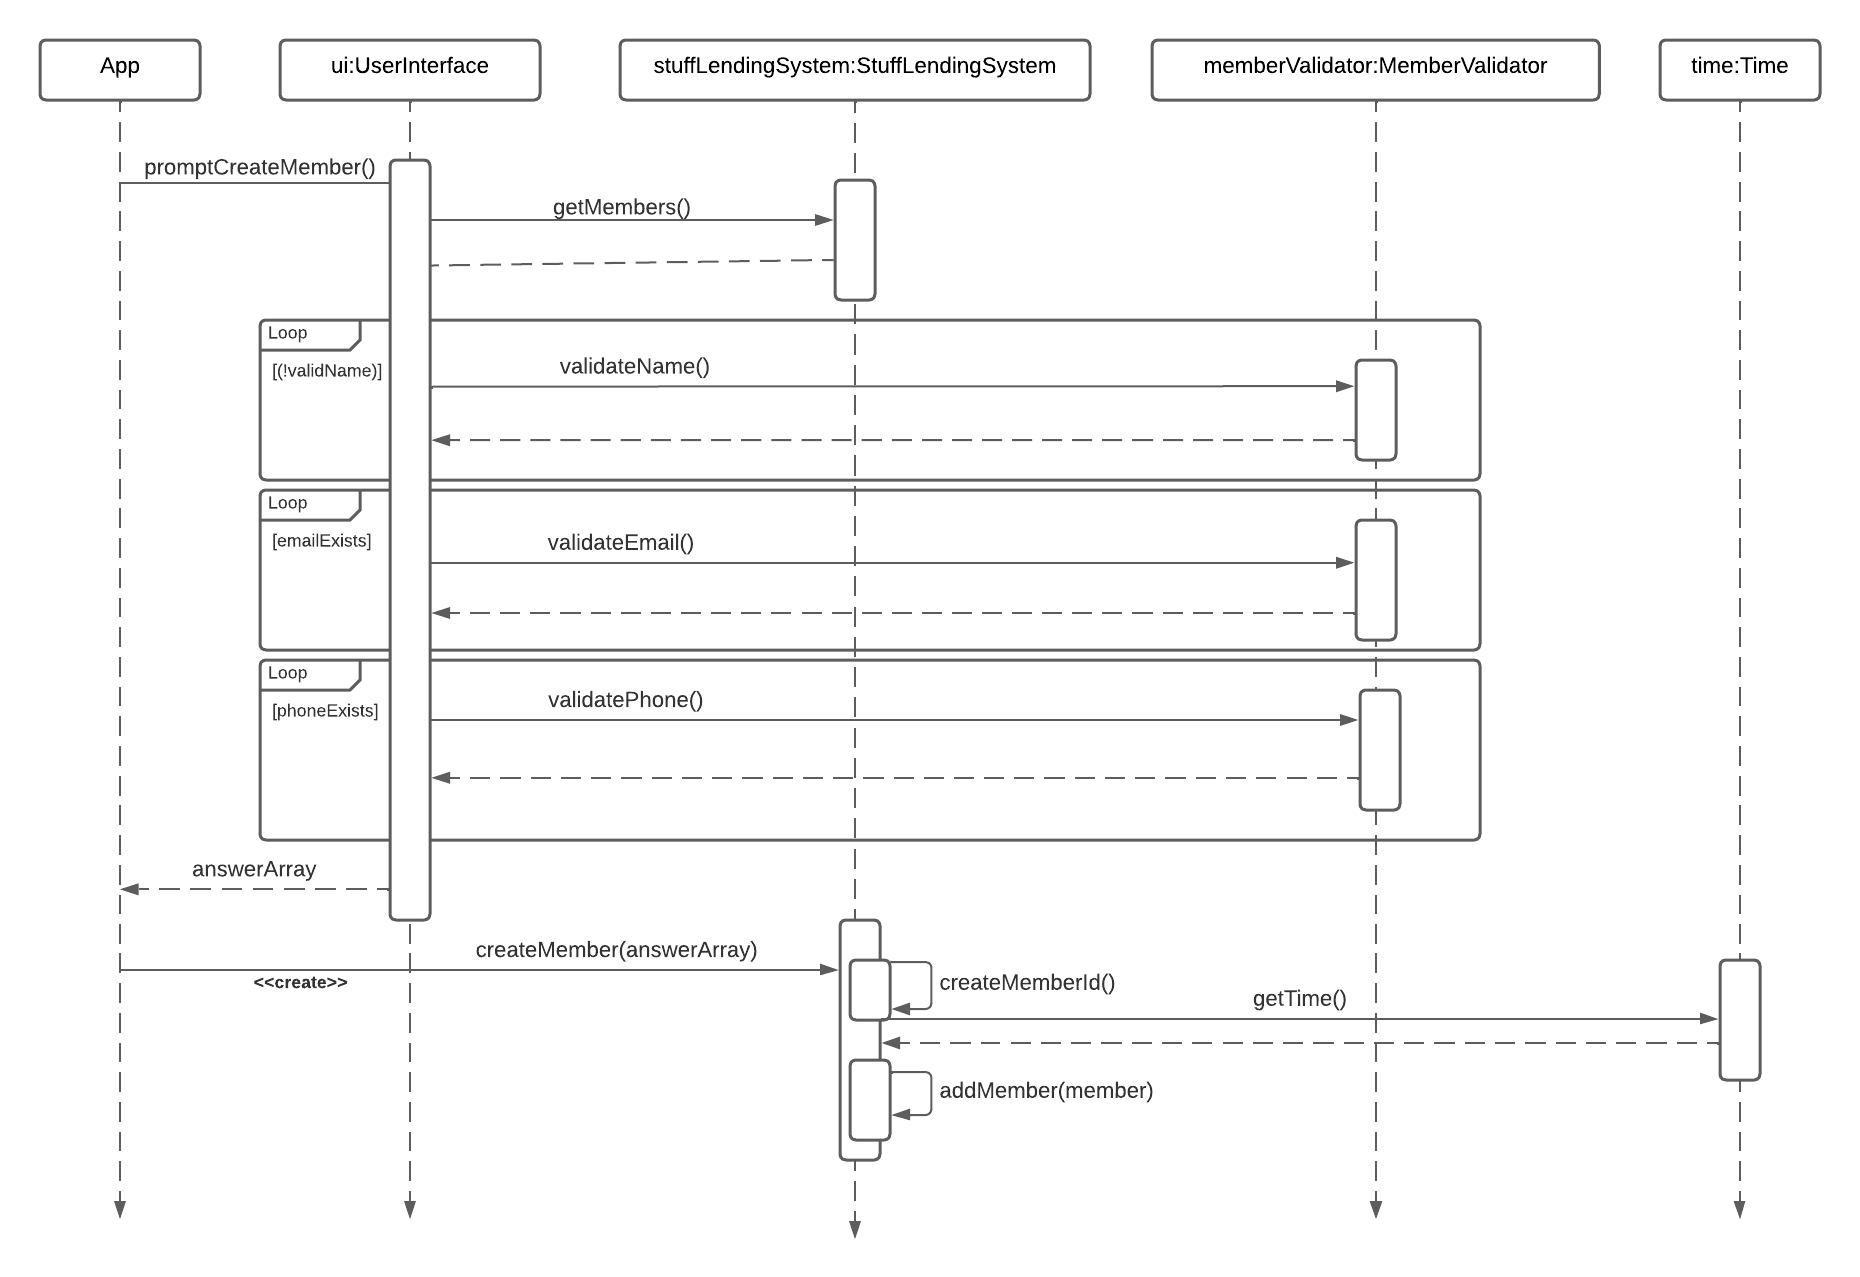 App
ui:UserInterface
stuffLendingSystem:StuffLendingSystem
memberValidator:MemberValidator
time:Time
promptCreateMember()
getMembers()
Loop
[(!validName)]
validateName()
Loop
[emailExists]
validateEmail()
Loop
[phoneExists]
validatePhone()
answerArray
createMember(answerArray)
<<create>>
createMemberId()
getTime()
addMember(member)